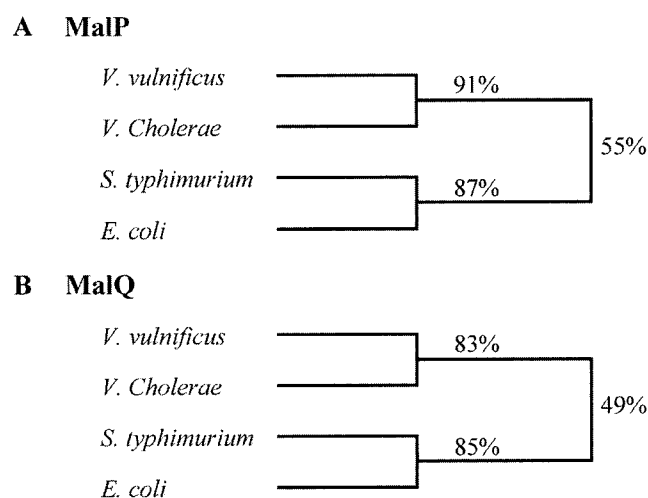 A MalP
V. vulnificus
91%
V. Cholerae
55%
S. typhimurium
87%
E. coli
B MalQ
V. vulnificus
83%
V. Cholerae
49%
S. typhimurium
85%
E. coli